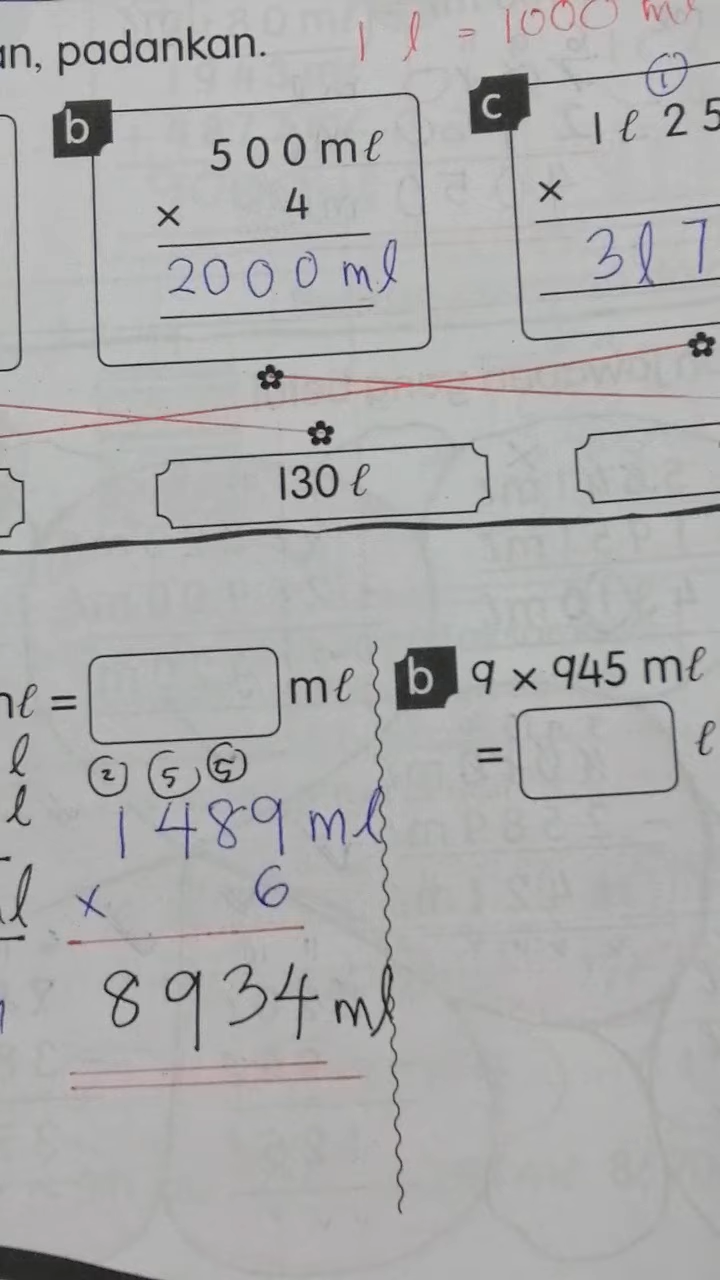 an, padankan. 1 ℓ = 1000 mℓ
b
500 mℓ
× 4
2000 mℓ
c
1
1 ℓ 25
×
3ℓ 7
130 ℓ
mℓ = mℓ
ℓ
ℓ
ℓ
2 5 5
1489 mℓ
× 6
8934 mℓ
b 9 × 945 mℓ
= ℓ